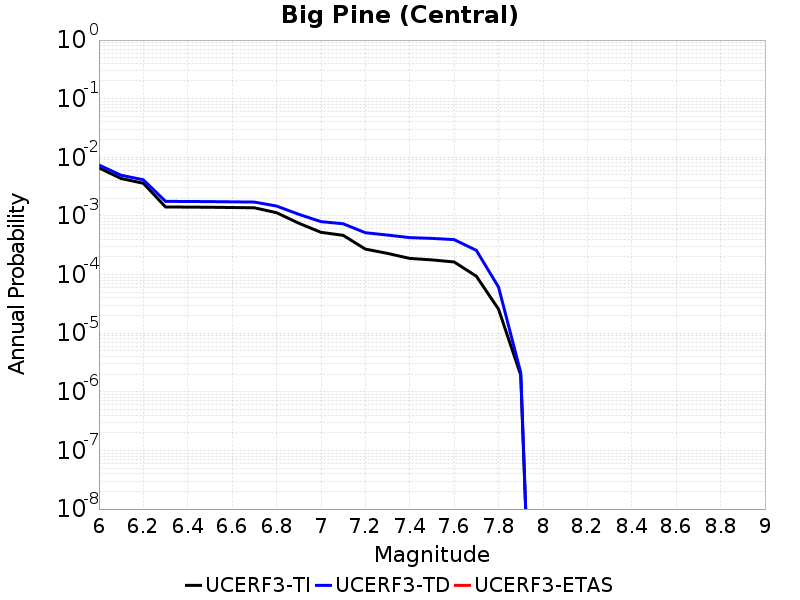 Big Pine (Central)
Annual Probability
10^0
10^-1
10^-2
10^-3
10^-4
10^-5
10^-6
10^-7
10^-8
6 6.2 6.4 6.6 6.8 7 7.2 7.4 7.6 7.8 8 8.2 8.4 8.6 8.8 9
Magnitude
UCERF3-TI UCERF3-TD UCERF3-ETAS